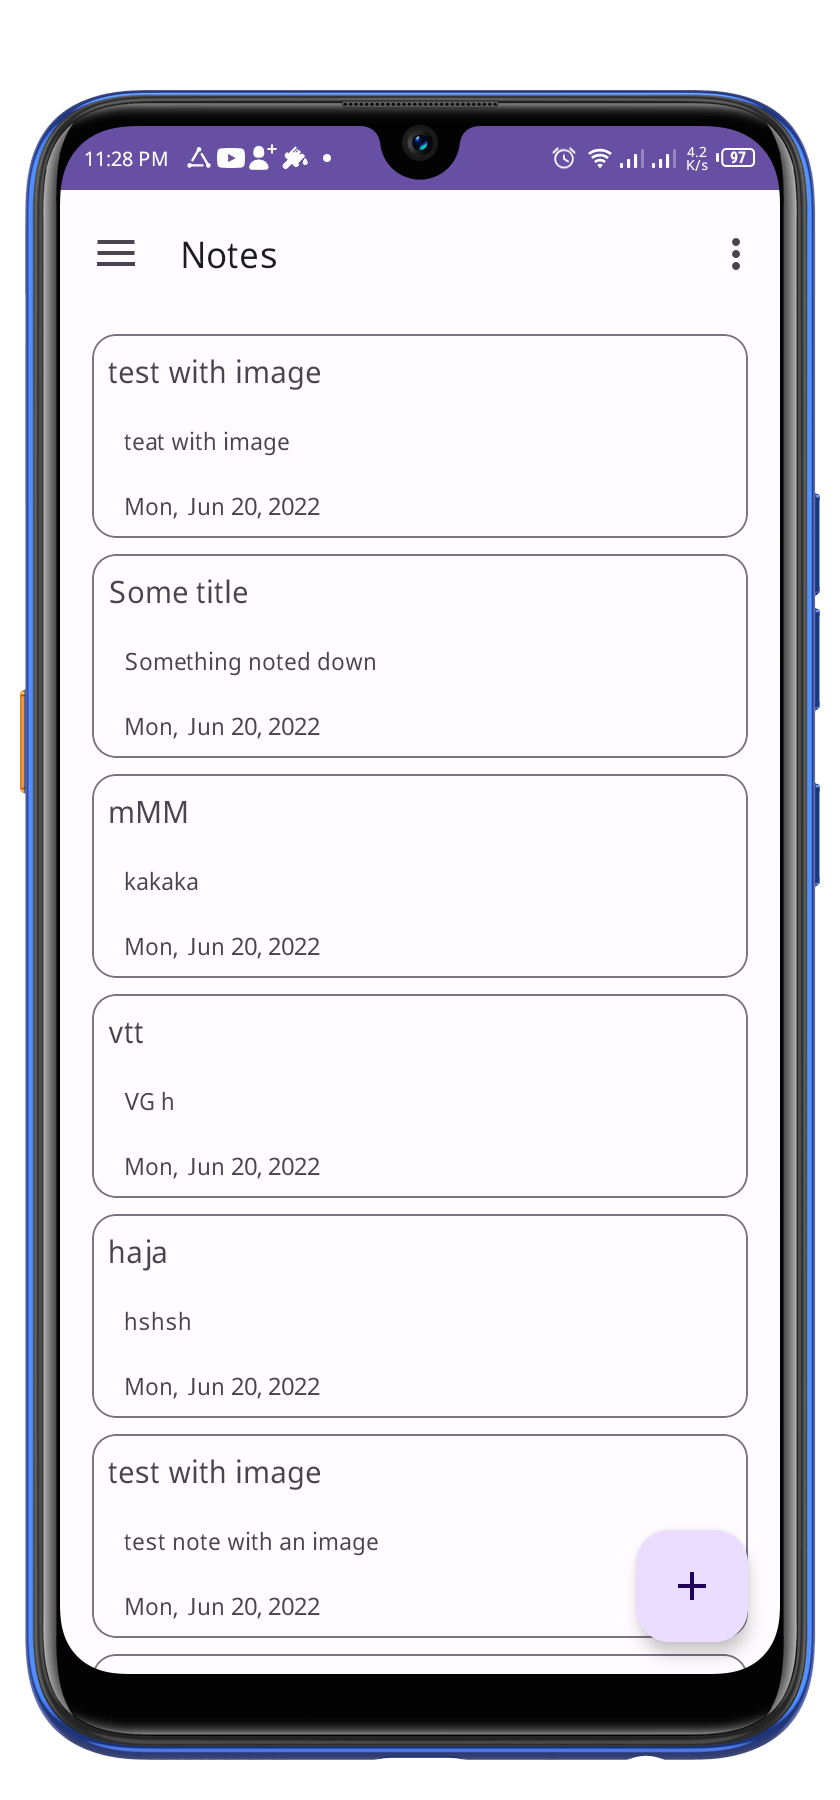 11:28 PM 4.2 K/s 97
Notes
test with image
teat with image
Mon, Jun 20, 2022
Some title
Something noted down
Mon, Jun 20, 2022
mMM
kakaka
Mon, Jun 20, 2022
vtt
VG h
Mon, Jun 20, 2022
haja
hshsh
Mon, Jun 20, 2022
test with image
test note with an image
Mon, Jun 20, 2022